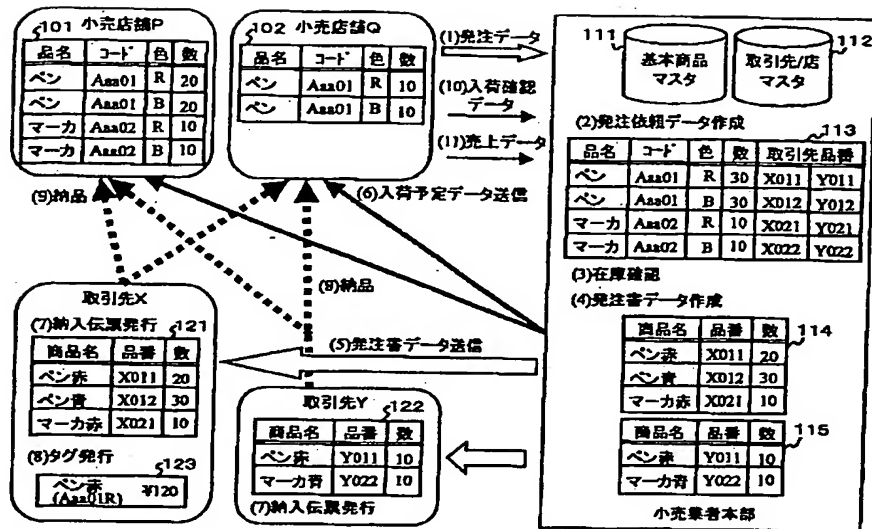 101 小売店舗P
品名 コード 色 数
ペン Aaa01 R 20
ペン Aaa01 B 20
マーカ Aaa02 R 10
マーカ Aaa02 B 10
102 小売店舗Q
品名 コード 色 数
ペン Aaa01 R 10
ペン Aaa01 B 10
(1)発注データ
(10)入荷確認
データ
(11)売上データ
(6)入荷予定データ送信
(9)納品
(9)納品
111
基本商品
マスタ
112
取引先/店
マスタ
(2)発注依頼データ作成
113
品名 コード 色 数 取引先品番
ペン Aaa01 R 30 X011 Y011
ペン Aaa01 B 30 X012 Y012
マーカ Aaa02 R 10 X021 Y021
マーカ Aaa02 B 10 X022 Y022
(3)在庫確認
(4)発注書データ作成
商品名 品番 数
114
ペン赤 X011 20
ペン青 X012 30
マーカ赤 X021 10
商品名 品番 数
115
ペン赤 Y011 10
マーカ青 Y022 10
小売業者本部
(5)発注書データ送信
取引先X
(7)納入伝票発行 121
商品名 品番 数
ペン赤 X011 20
ペン青 X012 30
マーカ赤 X021 10
(8)タグ発行
123
ペン赤 ¥120
(Aaa01R)
取引先Y
122
商品名 品番 数
ペン赤 Y011 10
マーカ青 Y022 10
(7)納入伝票発行